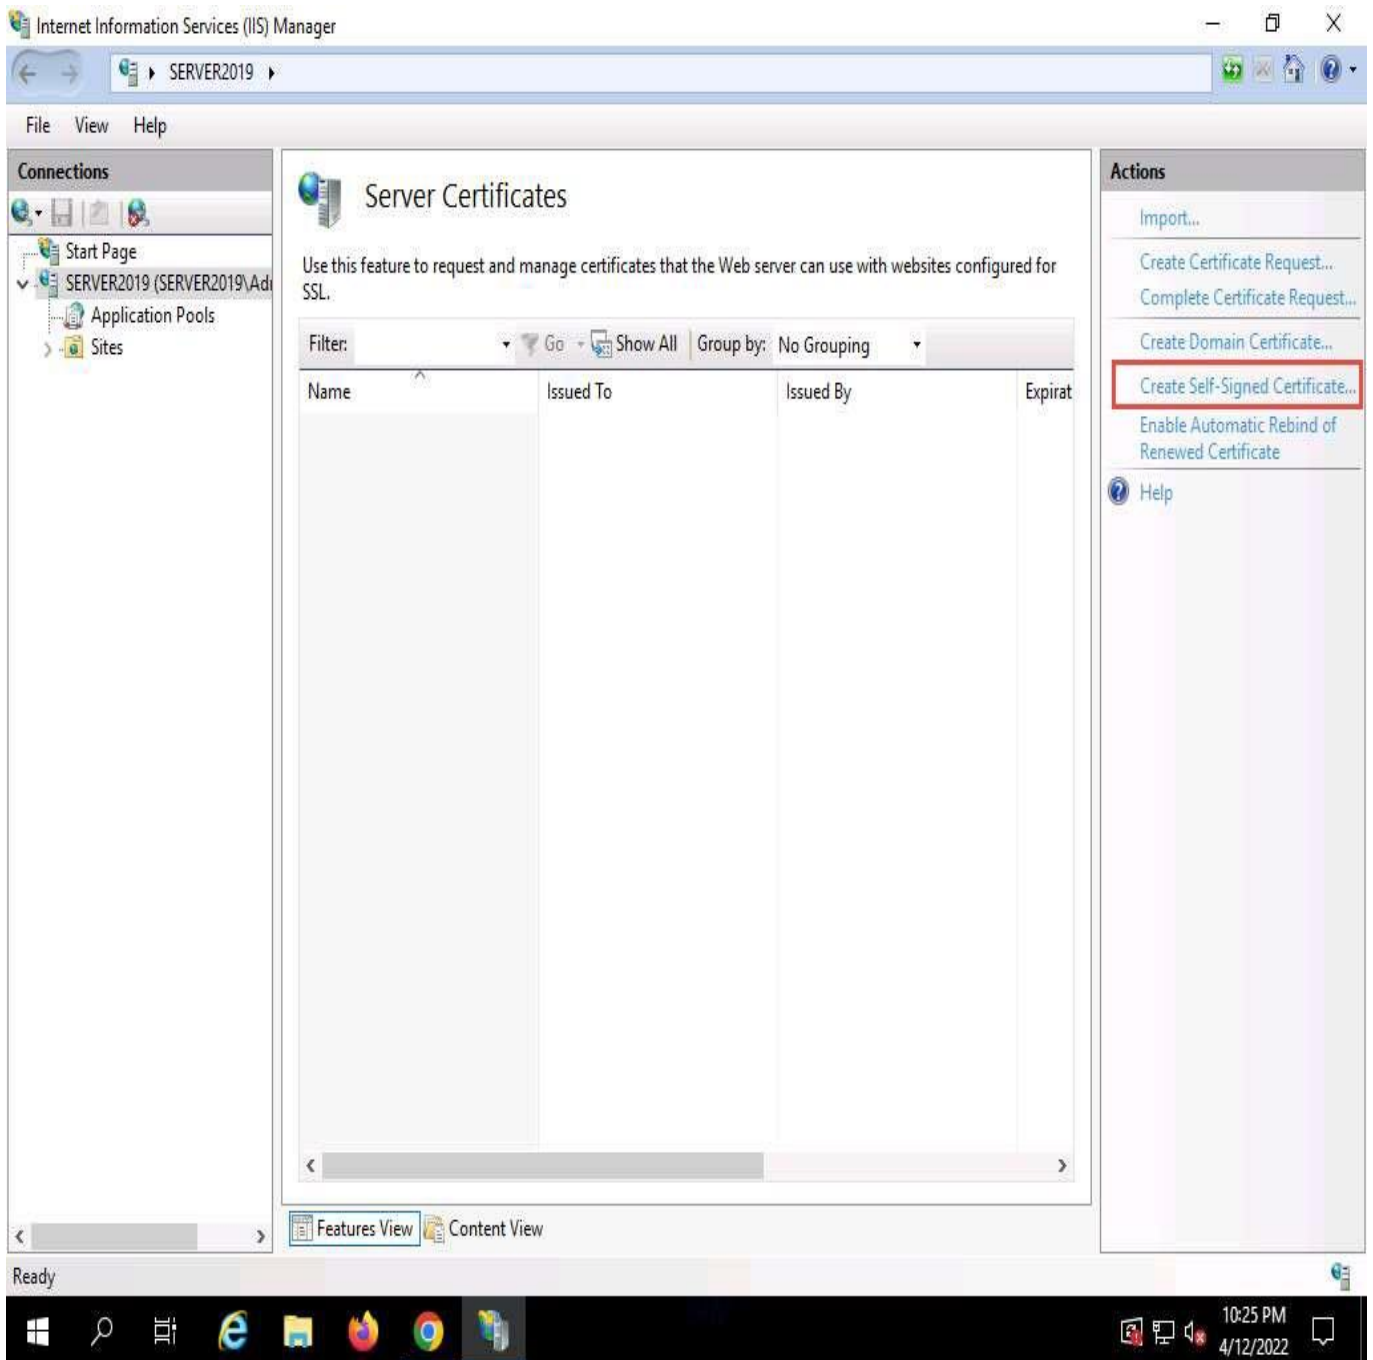 Internet Information Services (IIS) Manager
SERVER2019
File View Help
Connections
Start Page
SERVER2019 (SERVER2019\Ad
Application Pools
Sites
Server Certificates
Use this feature to request and manage certificates that the Web server can use with websites configured for
SSL.
Filter: Go Show All Group by: No Grouping
Name Issued To Issued By Expirat
Features View Content View
Actions
Import...
Create Certificate Request...
Complete Certificate Request...
Create Domain Certificate...
Create Self-Signed Certificate...
Enable Automatic Rebind of
Renewed Certificate
Help
Ready
10:25 PM
4/12/2022